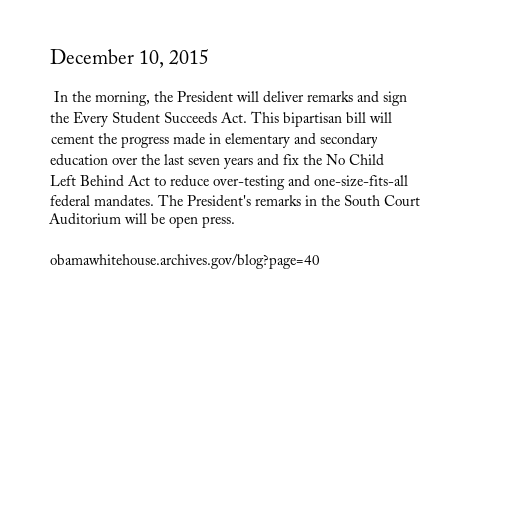 December 10, 2015
In the morning, the President will deliver remarks and sign
the Every Student Succeeds Act. This bipartisan bill will
cement the progress made in elementary and secondary
education over the last seven years and fix the No Child
Left Behind Act to reduce over-testing and one-size-fits-all
federal mandates. The President's remarks in the South Court
Auditorium will be open press.
obamawhitehouse.archives.gov/blog?page=40